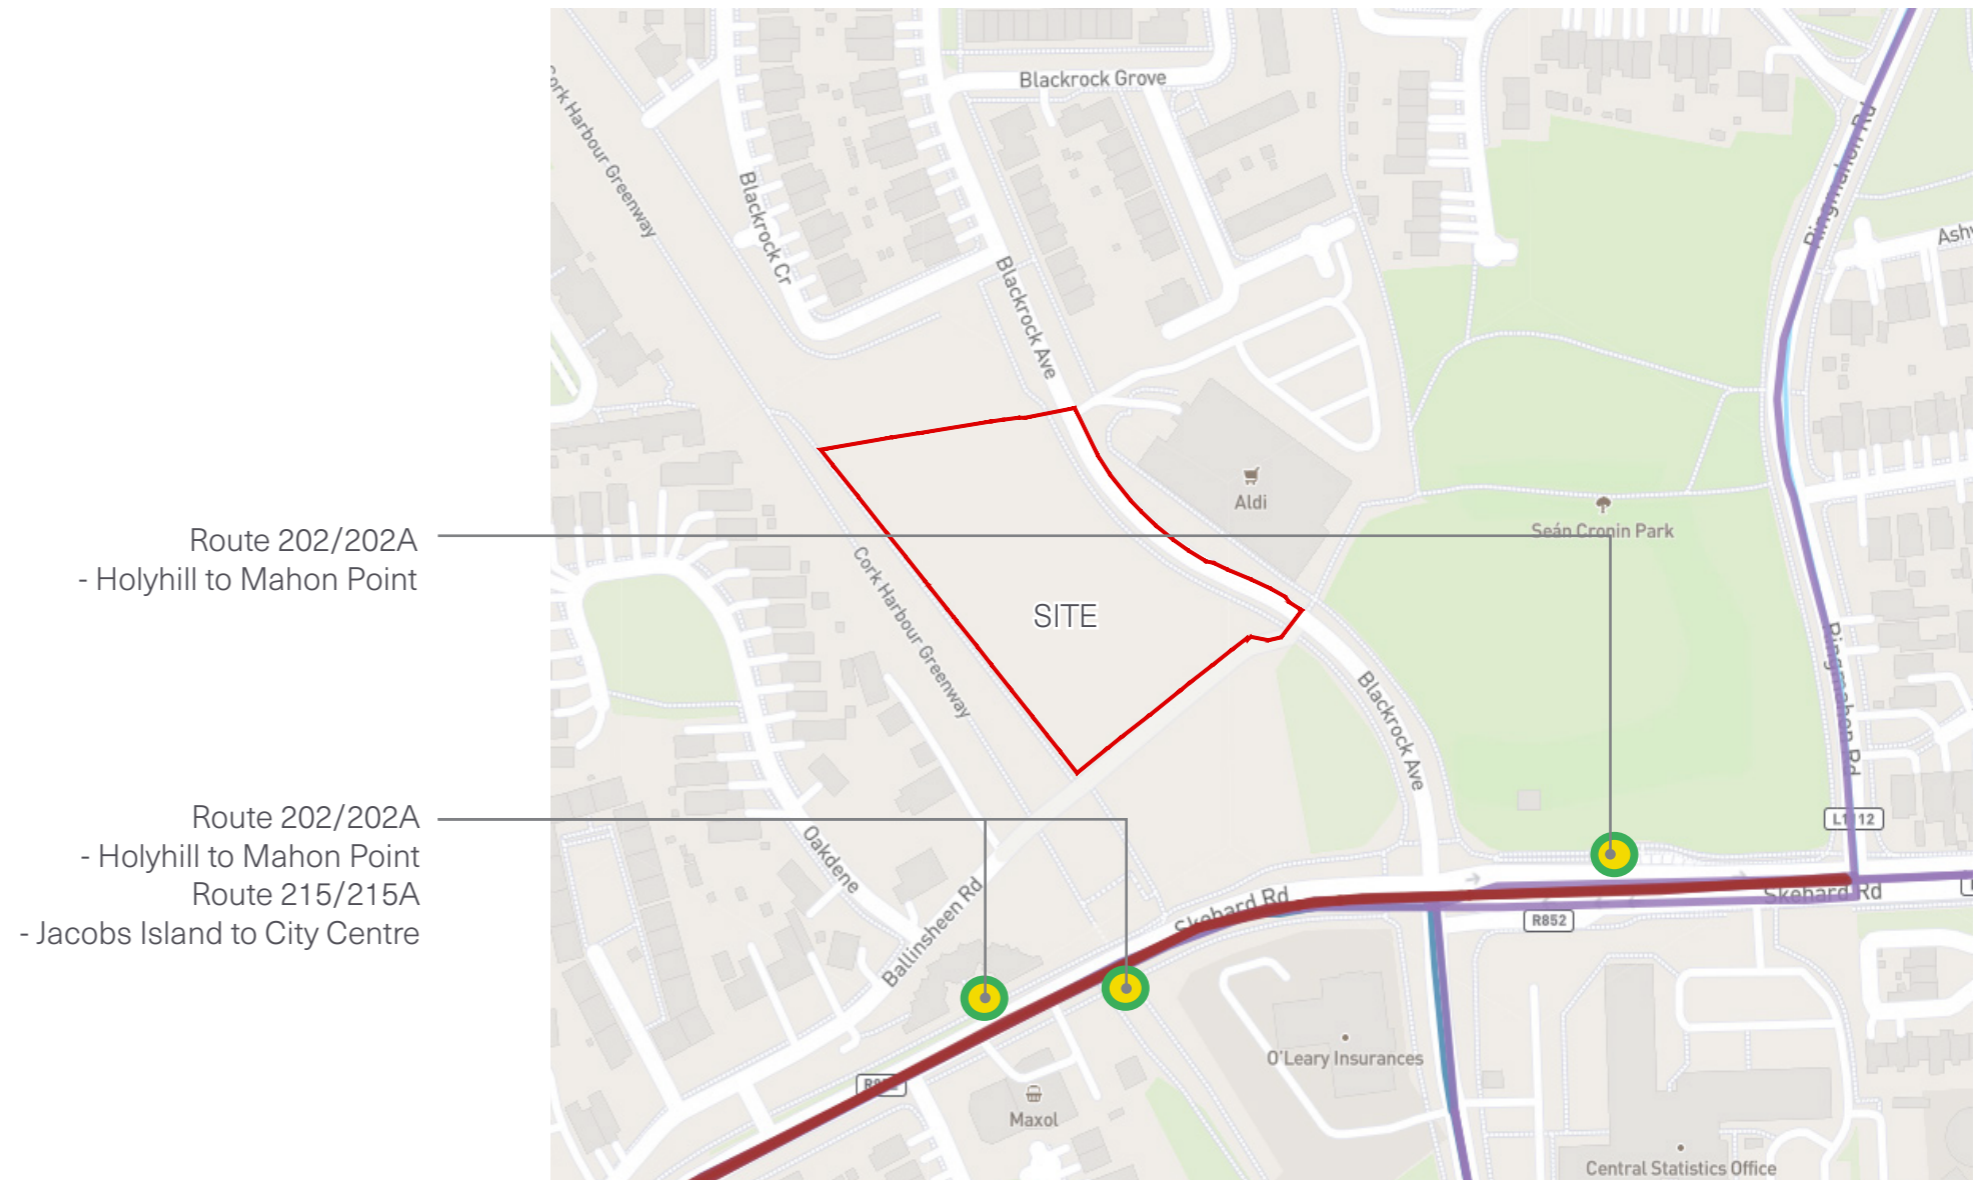 Blackrock Grove
Cork Harbour Greenway
Ringmahon Rd
Blackrock Cr
Blackrock Ave
Aldi
Seán Cronin Park
Route 202/202A
- Holyhill to Mahon Point
SITE
Cork Harbour Greenway
Blackrock Ave
Ringmahon Rd
Route 202/202A
- Holyhill to Mahon Point
Route 215/215A
- Jacobs Island to City Centre
L1112
Oakdene
Ballinsheen Rd
Skehard Rd
Skehard Rd
R852
O'Leary Insurances
Maxol
Central Statistics Office